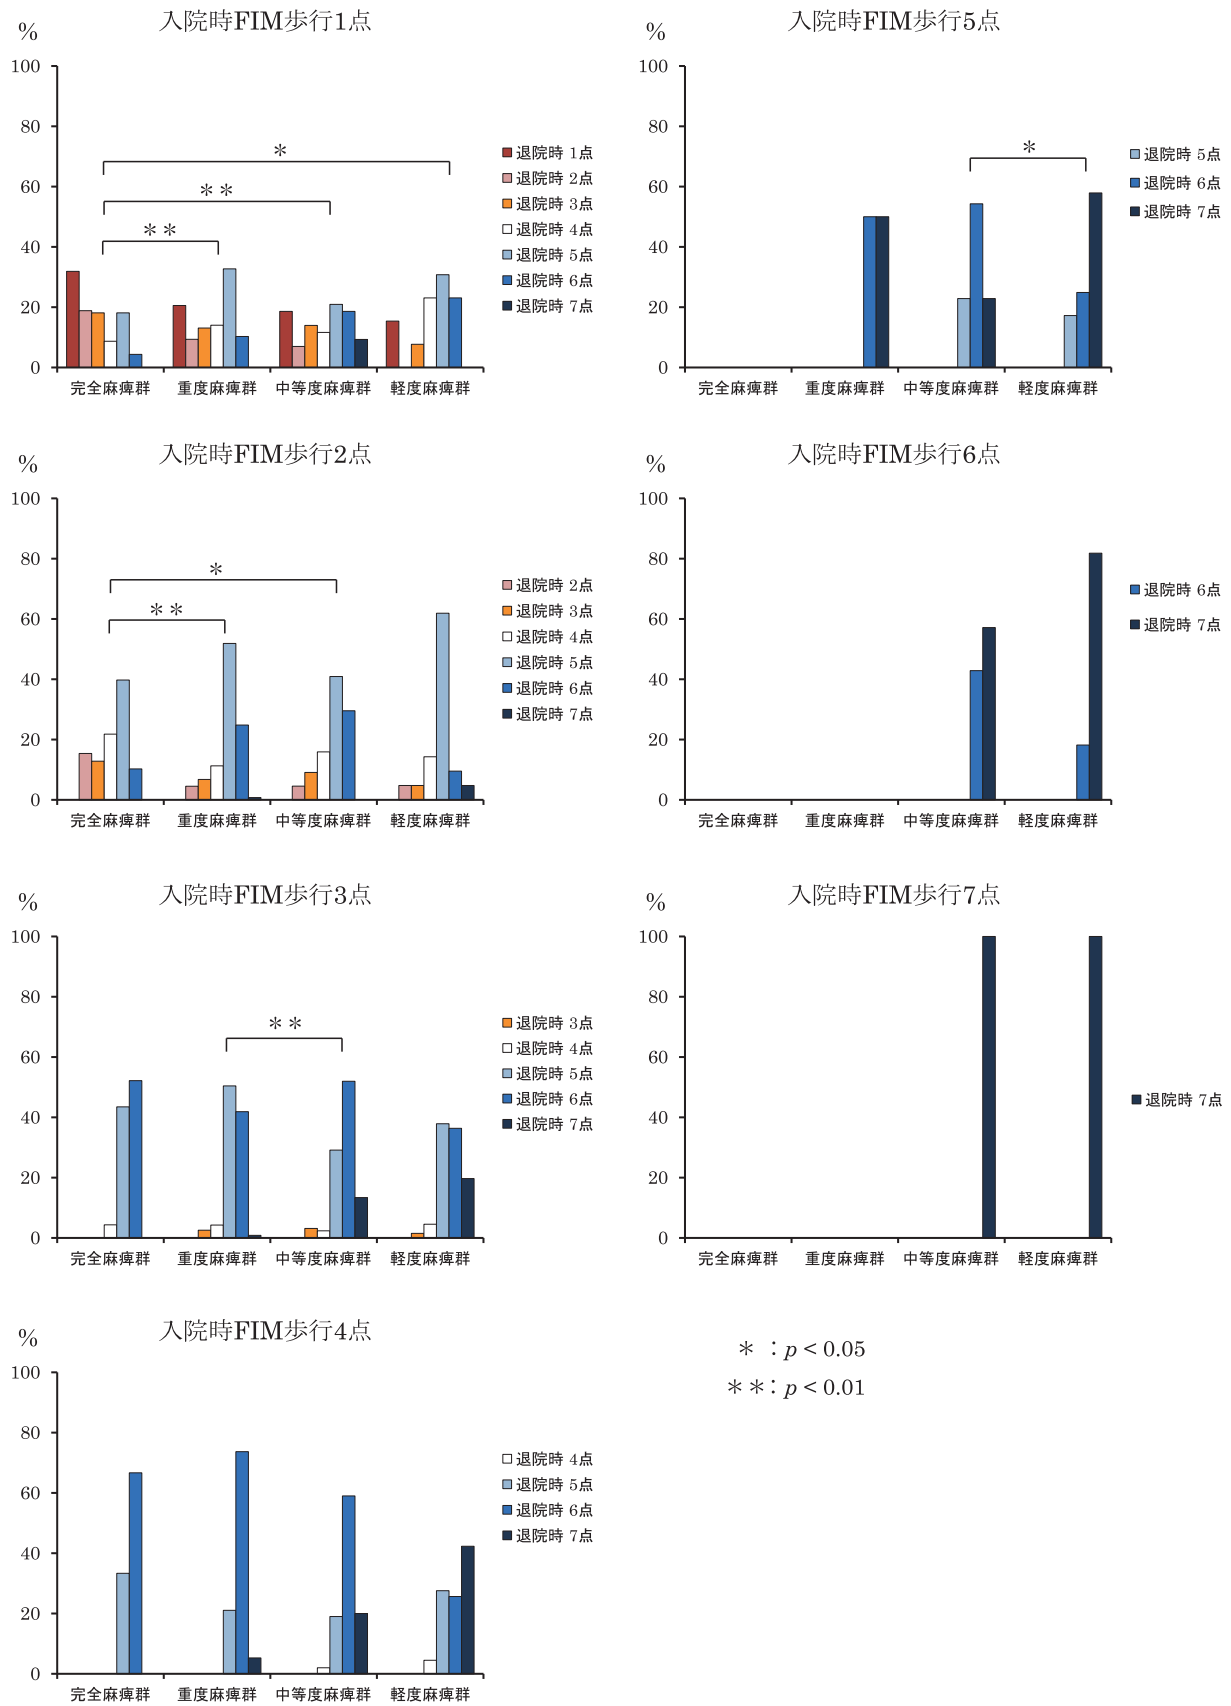 入院時FIM歩行1点
%
100
80
60
40
20
0
*
**
**
完全麻痺群 重度麻痺群 中等度麻痺群 軽度麻痺群
退院時 1点
退院時 2点
退院時 3点
退院時 4点
退院時 5点
退院時 6点
退院時 7点
入院時FIM歩行5点
%
100
80
60
40
20
0
*
完全麻痺群 重度麻痺群 中等度麻痺群 軽度麻痺群
退院時 5点
退院時 6点
退院時 7点
入院時FIM歩行2点
%
100
80
60
40
20
0
*
**
完全麻痺群 重度麻痺群 中等度麻痺群 軽度麻痺群
退院時 2点
退院時 3点
退院時 4点
退院時 5点
退院時 6点
退院時 7点
入院時FIM歩行6点
%
100
80
60
40
20
0
完全麻痺群 重度麻痺群 中等度麻痺群 軽度麻痺群
退院時 6点
退院時 7点
入院時FIM歩行3点
%
100
80
60
40
20
0
**
完全麻痺群 重度麻痺群 中等度麻痺群 軽度麻痺群
退院時 3点
退院時 4点
退院時 5点
退院時 6点
退院時 7点
入院時FIM歩行7点
%
100
80
60
40
20
0
完全麻痺群 重度麻痺群 中等度麻痺群 軽度麻痺群
退院時 7点
入院時FIM歩行4点
%
100
80
60
40
20
0
完全麻痺群 重度麻痺群 中等度麻痺群 軽度麻痺群
退院時 4点
退院時 5点
退院時 6点
退院時 7点
* : p < 0.05
**: p < 0.01